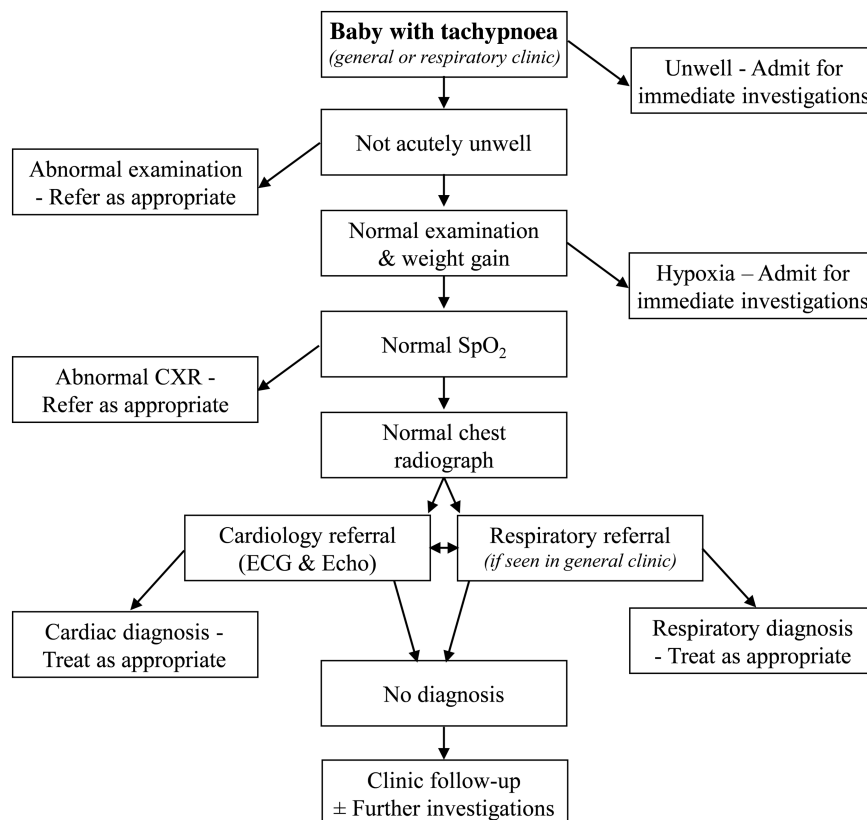 Baby with tachypnoea
(general or respiratory clinic)
Unwell - Admit for
immediate investigations
Not acutely unwell
Abnormal examination
- Refer as appropriate
Normal examination
& weight gain
Hypoxia – Admit for
immediate investigations
Normal SpO₂
Abnormal CXR -
Refer as appropriate
Normal chest
radiograph
Cardiology referral
(ECG & Echo)
Respiratory referral
(if seen in general clinic)
Cardiac diagnosis -
Treat as appropriate
Respiratory diagnosis
- Treat as appropriate
No diagnosis
Clinic follow-up
± Further investigations